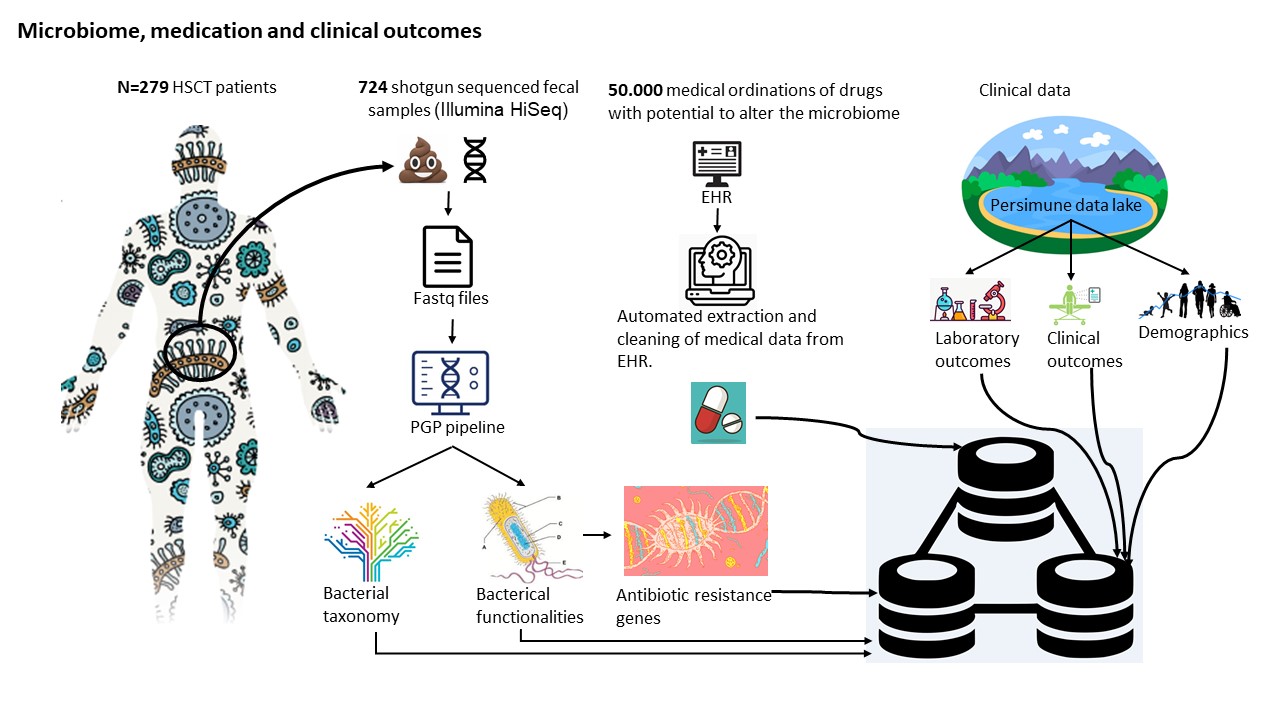 Microbiome, medication and clinical outcomes
N=279 HSCT patients
724 shotgun sequenced fecal
samples (Illumina HiSeq)
50.000 medical ordinations of drugs
with potential to alter the microbiome
Clinical data
EHR
Persimune data lake
Fastq files
Automated extraction and
cleaning of medical data from
EHR.
Laboratory
outcomes
Clinical
outcomes
Demographics
PGP pipeline
A
B
C
D
E
Bacterial
taxonomy
Bacterical
functionalities
Antibiotic resistance
genes